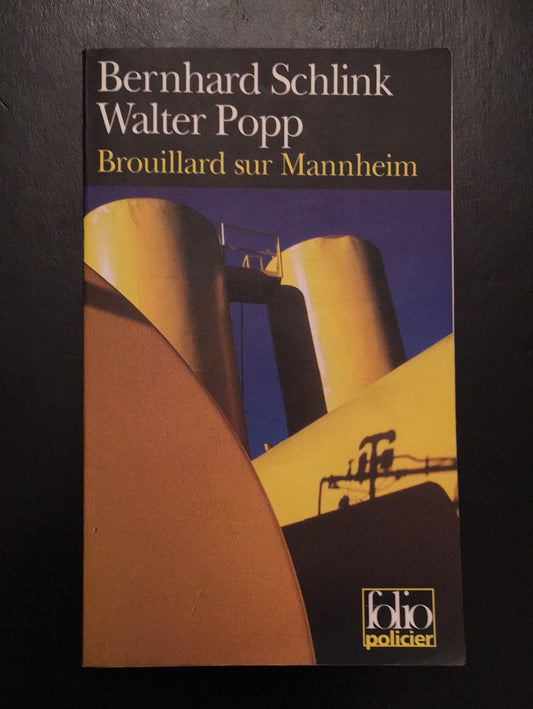 Bernhard Schlink
Walter Popp
Brouillard sur Mannheim
folio
policier